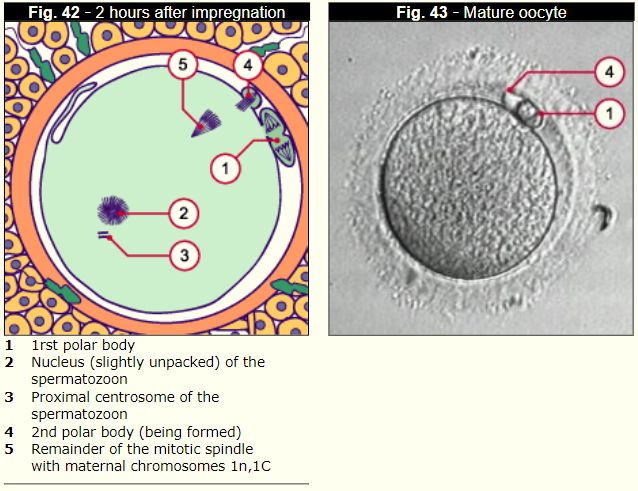 Fig. 42 - 2 hours after impregnation
5
4
1
2
3
1 1rst polar body
2 Nucleus (slightly unpacked) of the
spermatozoon
3 Proximal centrosome of the
spermatozoon
4 2nd polar body (being formed)
5 Remainder of the mitotic spindle
with maternal chromosomes 1n,1C
Fig. 43 - Mature oocyte
4
1